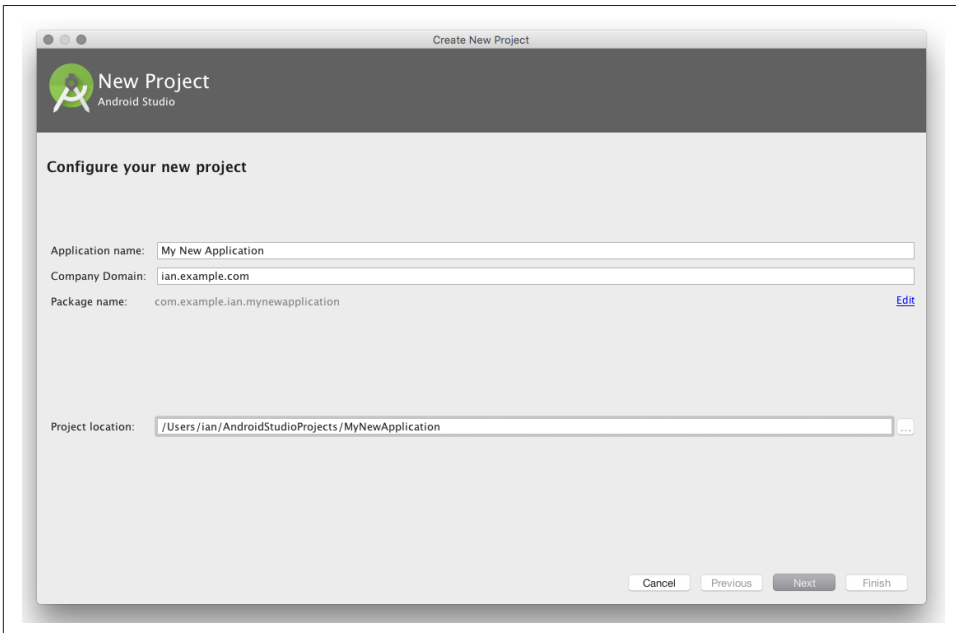 Create New Project
New Project
Android Studio
Configure your new project
Application name: My New Application
Company Domain: ian.example.com
Package name: com.example.ian.mynewapplication Edit
Project location: /Users/ian/AndroidStudioProjects/MyNewApplication ...
Cancel Previous Next Finish